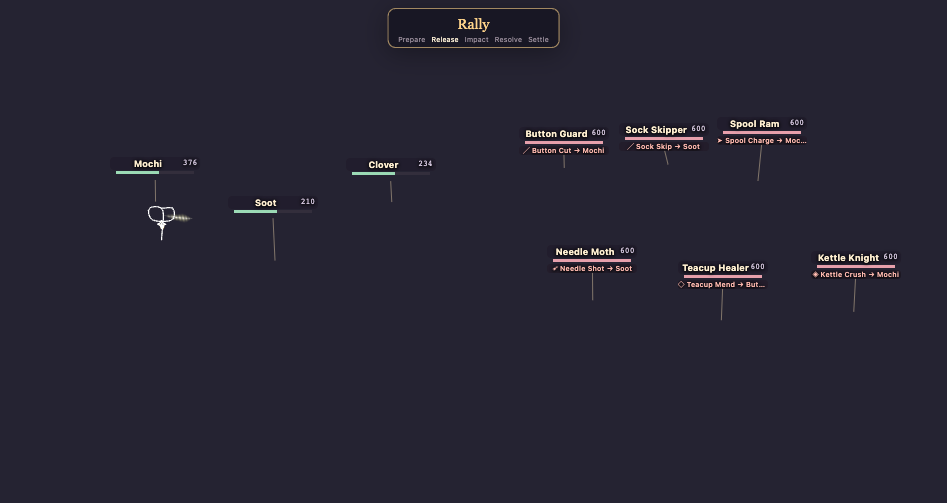 Rally
Prepare Release Impact Resolve Settle
Mochi 376
Soot 210
Clover 234
Button Guard 600
Button Cut → Mochi
Sock Skipper 600
Sock Skip → Soot
Spool Ram 600
Spool Charge → Moc...
Needle Moth 600
Needle Shot → Soot
Teacup Healer 600
Teacup Mend → But...
Kettle Knight 600
Kettle Crush → Mochi